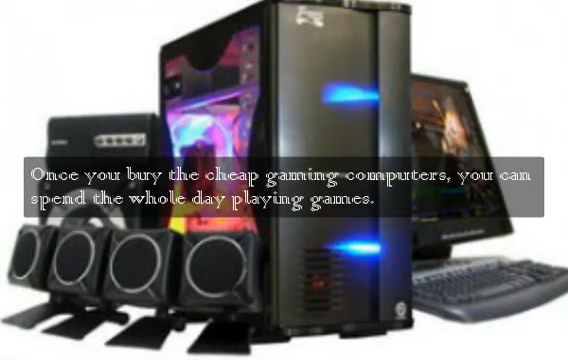 Once you buy the cheap gaming computers, you can
spend the whole day playing games.